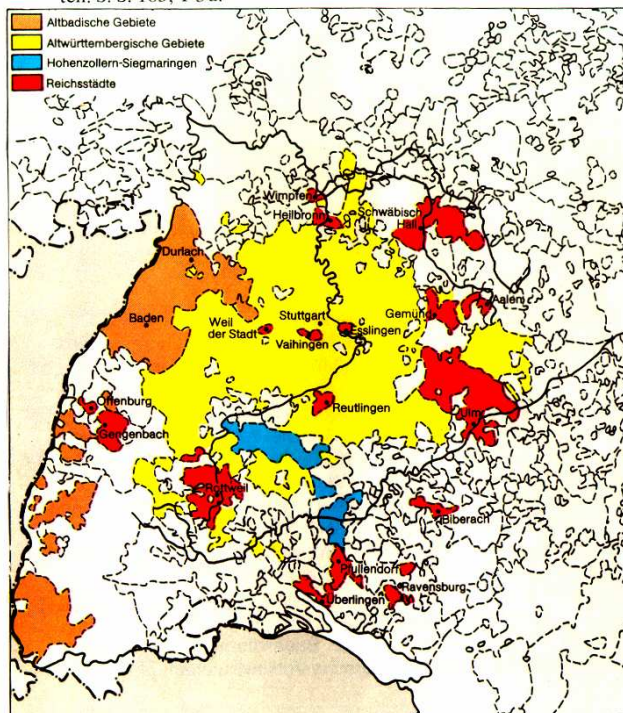 Altbadische Gebiete
Altwürttembergische Gebiete
Hohenzollern-Siegmaringen
Reichsstädte
Wimpfen
Heilbronn
Schwäbisch
Hall
Durlach
Baden
Weil
der Stadt
Stuttgart
Vaihingen
Esslingen
Gemünd
Aalen
Offenburg
Gengenbach
Reutlingen
Ulm
Rottweil
Biberach
Pfullendorf
Ravensburg
Überlingen